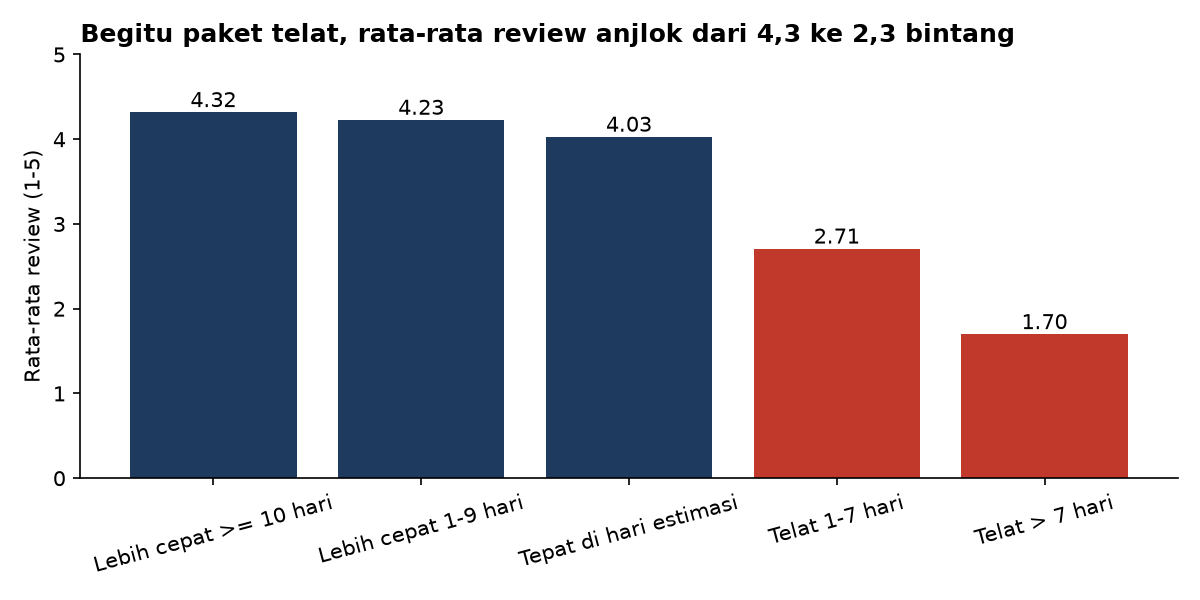 Begitu paket telat, rata-rata review anjlok dari 4,3 ke 2,3 bintang
Rata-rata review (1-5)
5
4
3
2
1
0
4.32
4.23
4.03
2.71
1.70
Lebih cepat >= 10 hari
Lebih cepat 1-9 hari
Tepat di hari estimasi
Telat 1-7 hari
Telat > 7 hari